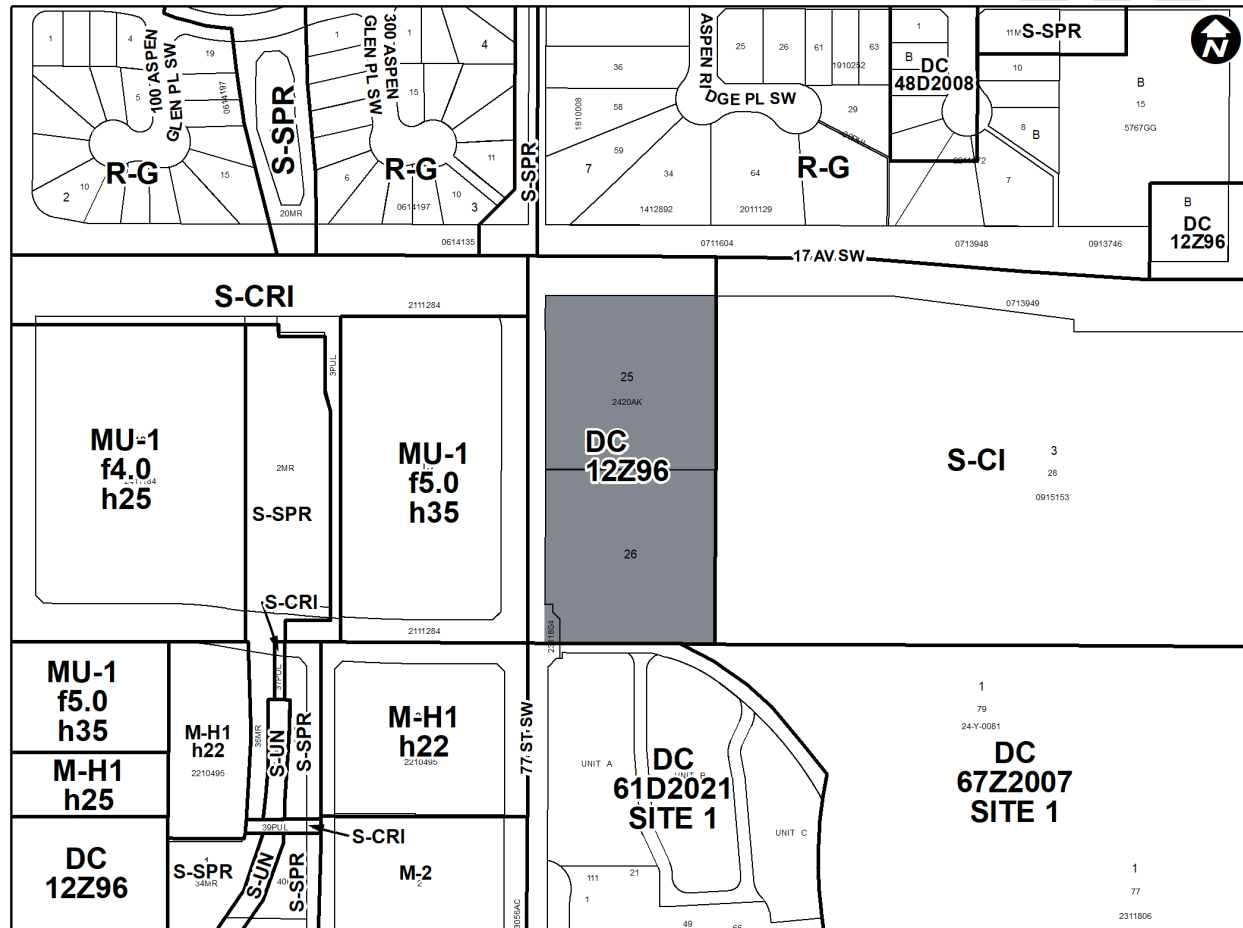 N
1
4
19
5
100 ASPEN
GLEN PL SW
0614197
R-G
2
10
15
S-SPR
20MR
1
300 ASPEN
GLEN PL SW
1
4
15
11
R-G
6
0614197
10
3
0614135
S-SPR
36
1810008
58
59
7
34
1412892
ASPEN RI
DGE PL SW
25
26
61
63
1910252
29
64
2011129
R-G
1
B
DC
48D2008
S-SPR
10
8
B
7
B
15
5767GG
B
DC
12Z96
0711604
17 AV SW
0713948
0913746
S-CRI
2111284
0713949
3PUL
MU-1
f4.0
h25
2MR
S-SPR
MU-1
f5.0
h35
25
2420AK
DC
12Z96
26
S-CI
3
28
0915153
S-CRI
2111284
2311804
MU-1
f5.0
h35
M-H1
h25
DC
12Z96
M-H1
h22
2210495
36MR
37PUL
S-UN
S-SPR
M-H1
h22
2210495
77 ST SW
39PUL
S-CRI
1
S-SPR
34MR
S-UN
S-SPR
M-2
2
3056AC
UNIT A
DC
61D2021
SITE 1
UNIT C
111
21
1
49
1
79
24-Y-0081
DC
67Z2007
SITE 1
1
77
2311806